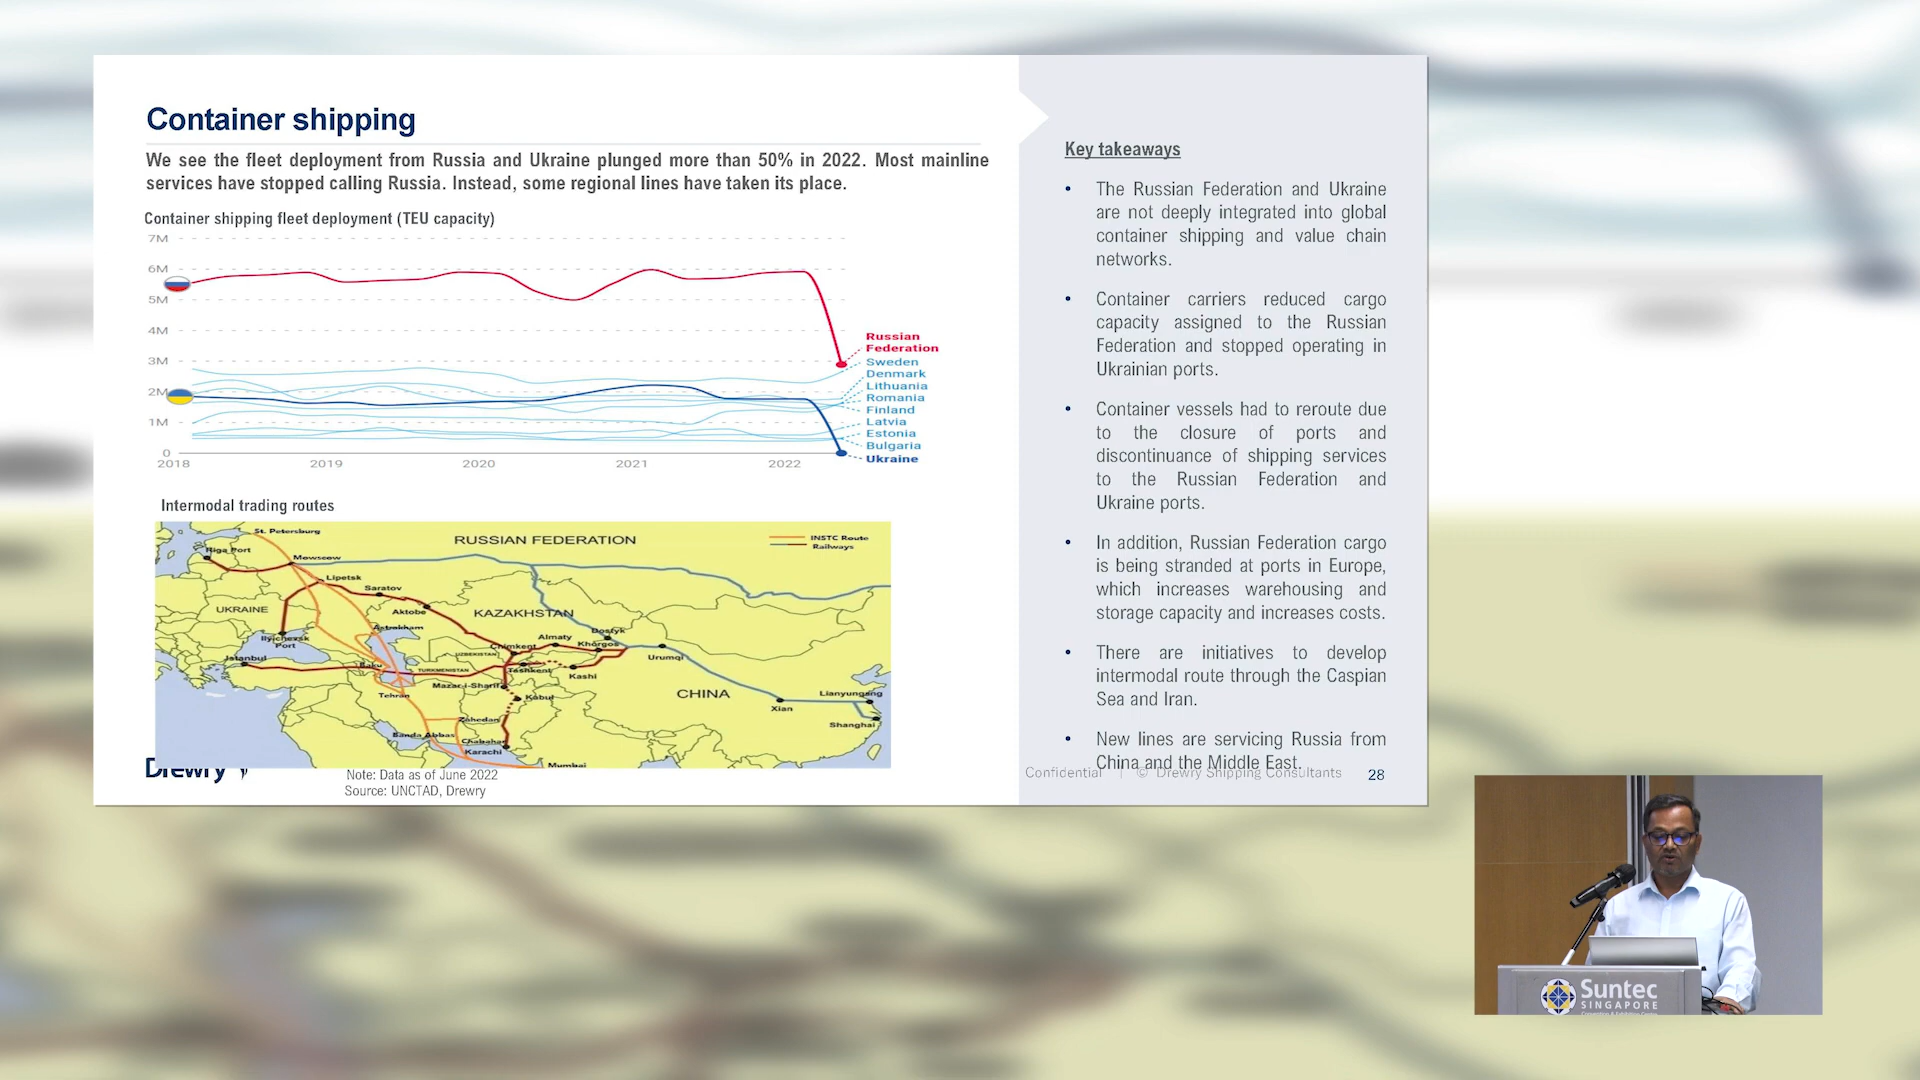 Container shipping
We see the fleet deployment from Russia and Ukraine plunged more than 50% in 2022. Most mainline
services have stopped calling Russia. Instead, some regional lines have taken its place.
Container shipping fleet deployment (TEU capacity)
7M
6M
5M
4M
3M
2M
1M
0
2018 2019 2020 2021 2022
Russian
Federation
Sweden
Denmark
Lithuania
Romania
Finland
Latvia
Estonia
Bulgaria
Ukraine
Intermodal trading routes
St. Petersburg
RUSSIAN FEDERATION
INSTC Route
Railways
Riga Port
Mowscow
Lipetsk
Saratov
Aktobe
UKRAINE
KAZAKHSTAN
Astrakham
Ilyichevsk
Port
Dostyk
Almaty
Khorgos
Chimkent
UZBEKISTAN
Istanbul
Baku
TURKMENISTAN
Tashkent
Urumqi
Kashi
Mazar-i-Sharif
Tehran
Kabul
CHINA
Lianyungang
Xian
Shanghai
Zahedan
Banda Abbas
Chabahar
Karachi
Mumbai
Drewry
Note: Data as of June 2022
Source: UNCTAD, Drewry
Key takeaways
• The Russian Federation and Ukraine
are not deeply integrated into global
container shipping and value chain
networks.
• Container carriers reduced cargo
capacity assigned to the Russian
Federation and stopped operating in
Ukrainian ports.
• Container vessels had to reroute due
to the closure of ports and
discontinuance of shipping services
to the Russian Federation and
Ukraine ports.
• In addition, Russian Federation cargo
is being stranded at ports in Europe,
which increases warehousing and
storage capacity and increases costs.
• There are initiatives to develop
intermodal route through the Caspian
Sea and Iran.
• New lines are servicing Russia from
China and the Middle East.
Confidential | © Drewry Shipping Consultants 28
Suntec
SINGAPORE